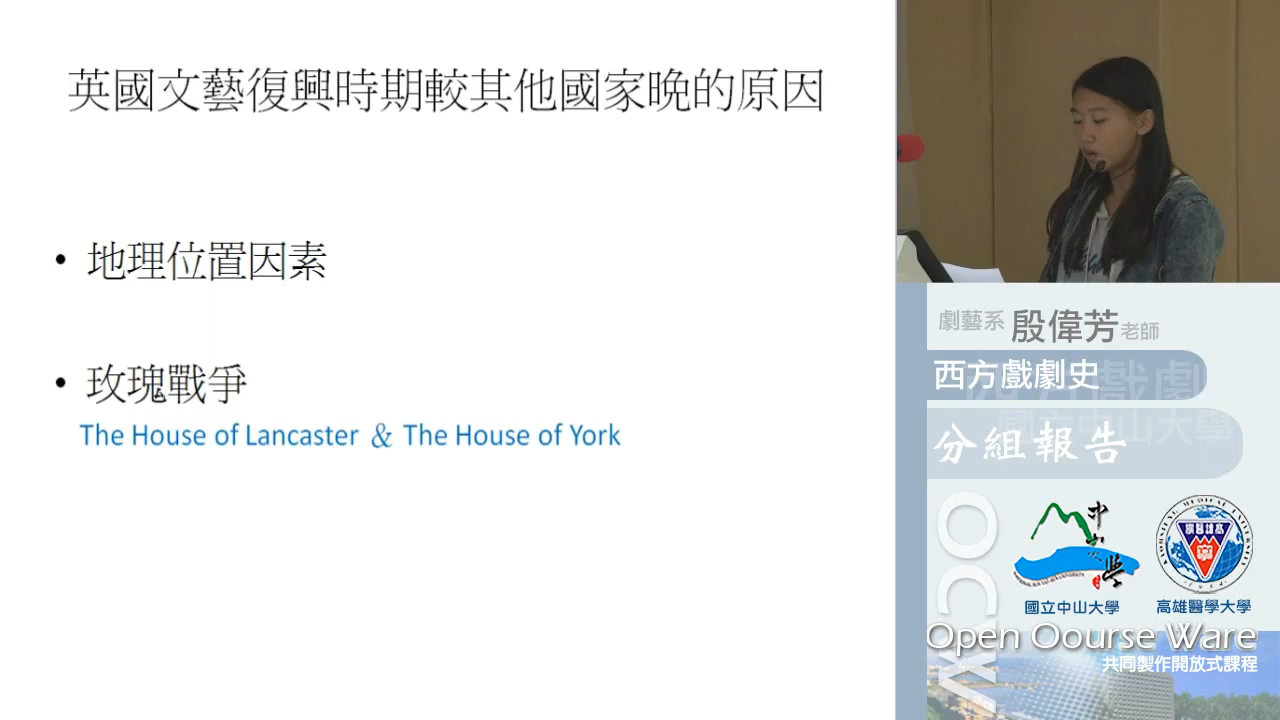 英國文藝復興時期較其他國家晚的原因
• 地理位置因素
• 玫瑰戰爭
The House of Lancaster & The House of York
劇藝系 殷偉芳老師
西方戲劇史
分組報告
OCW
國立中山大學
高雄醫學大學
Open Oourse Ware
共同製作開放式課程